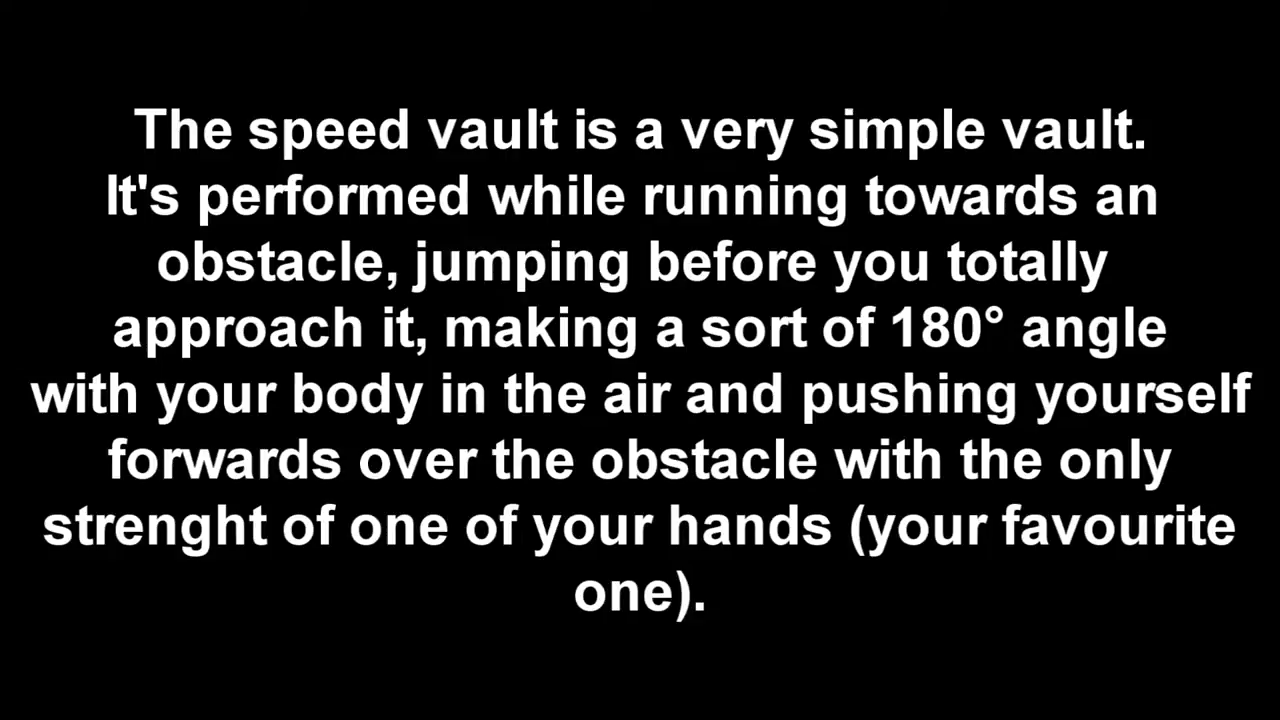 The speed vault is a very simple vault.
It's performed while running towards an
obstacle, jumping before you totally
approach it, making a sort of 180° angle
with your body in the air and pushing yourself
forwards over the obstacle with the only
strenght of one of your hands (your favourite
one).